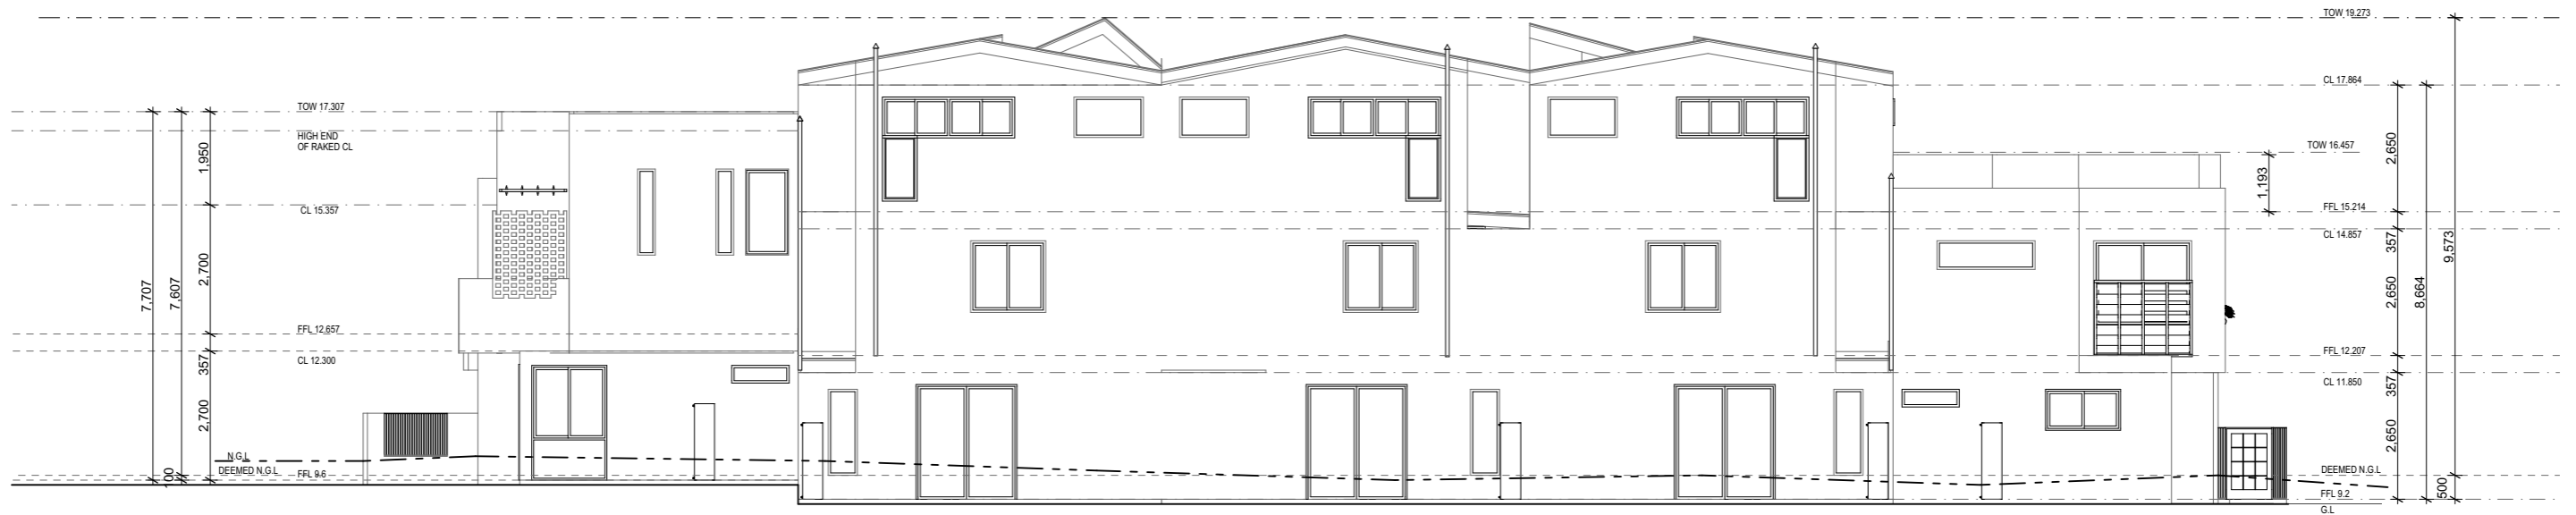 TOW 19.273
CL 17.864
TOW 17.307
HIGH END
OF RAKED CL
TOW 16.457
CL 15.357
FFL 15.214
CL 14.857
FFL 12.657
CL 12.300
FFL 12.207
CL 11.850
N.G.L
DEEMED N.G.L
FFL 9.6
DEEMED N.G.L
FFL 9.2
G.L
7,707
7,607
100
1,950
2,700
357
2,700
1,193
2,650
357
2,650
357
2,650
8,664
9,573
500